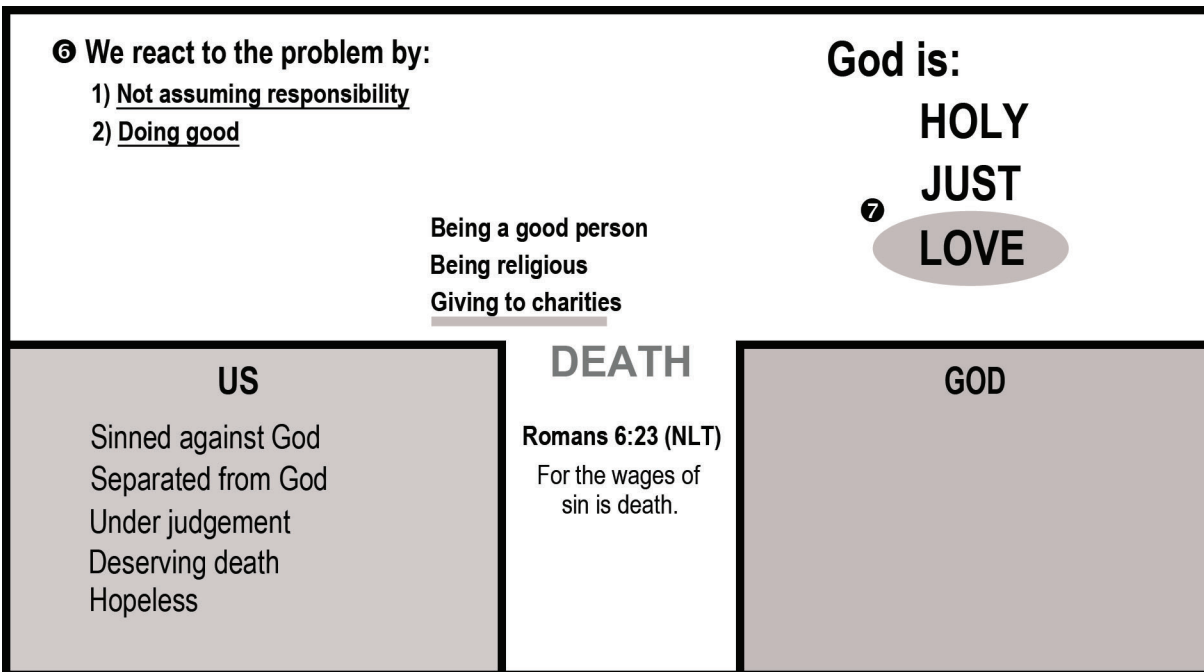 ❻ We react to the problem by:
1) Not assuming responsibility
2) Doing good
God is:
HOLY
JUST
❼
LOVE
Being a good person
Being religious
Giving to charities
US
Sinned against God
Separated from God
Under judgement
Deserving death
Hopeless
DEATH
Romans 6:23 (NLT)
For the wages of
sin is death.
GOD